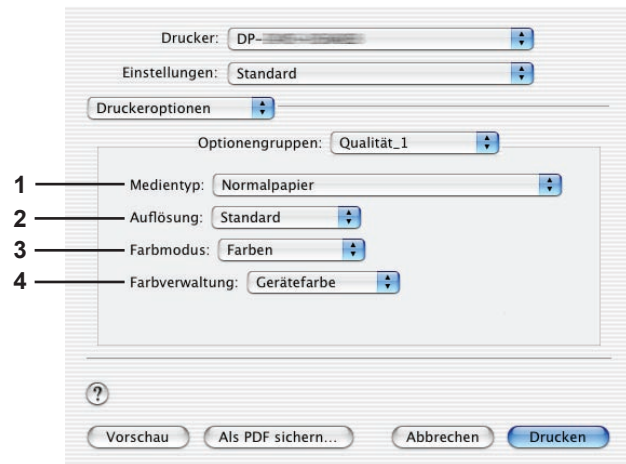 Drucker: DP-
Einstellungen: Standard
Druckeroptionen
Optionengruppen: Qualität_1
1 Medientyp: Normalpapier
2 Auflösung: Standard
3 Farbmodus: Farben
4 Farbverwaltung: Gerätefarbe
?
Vorschau Als PDF sichern... Abbrechen Drucken